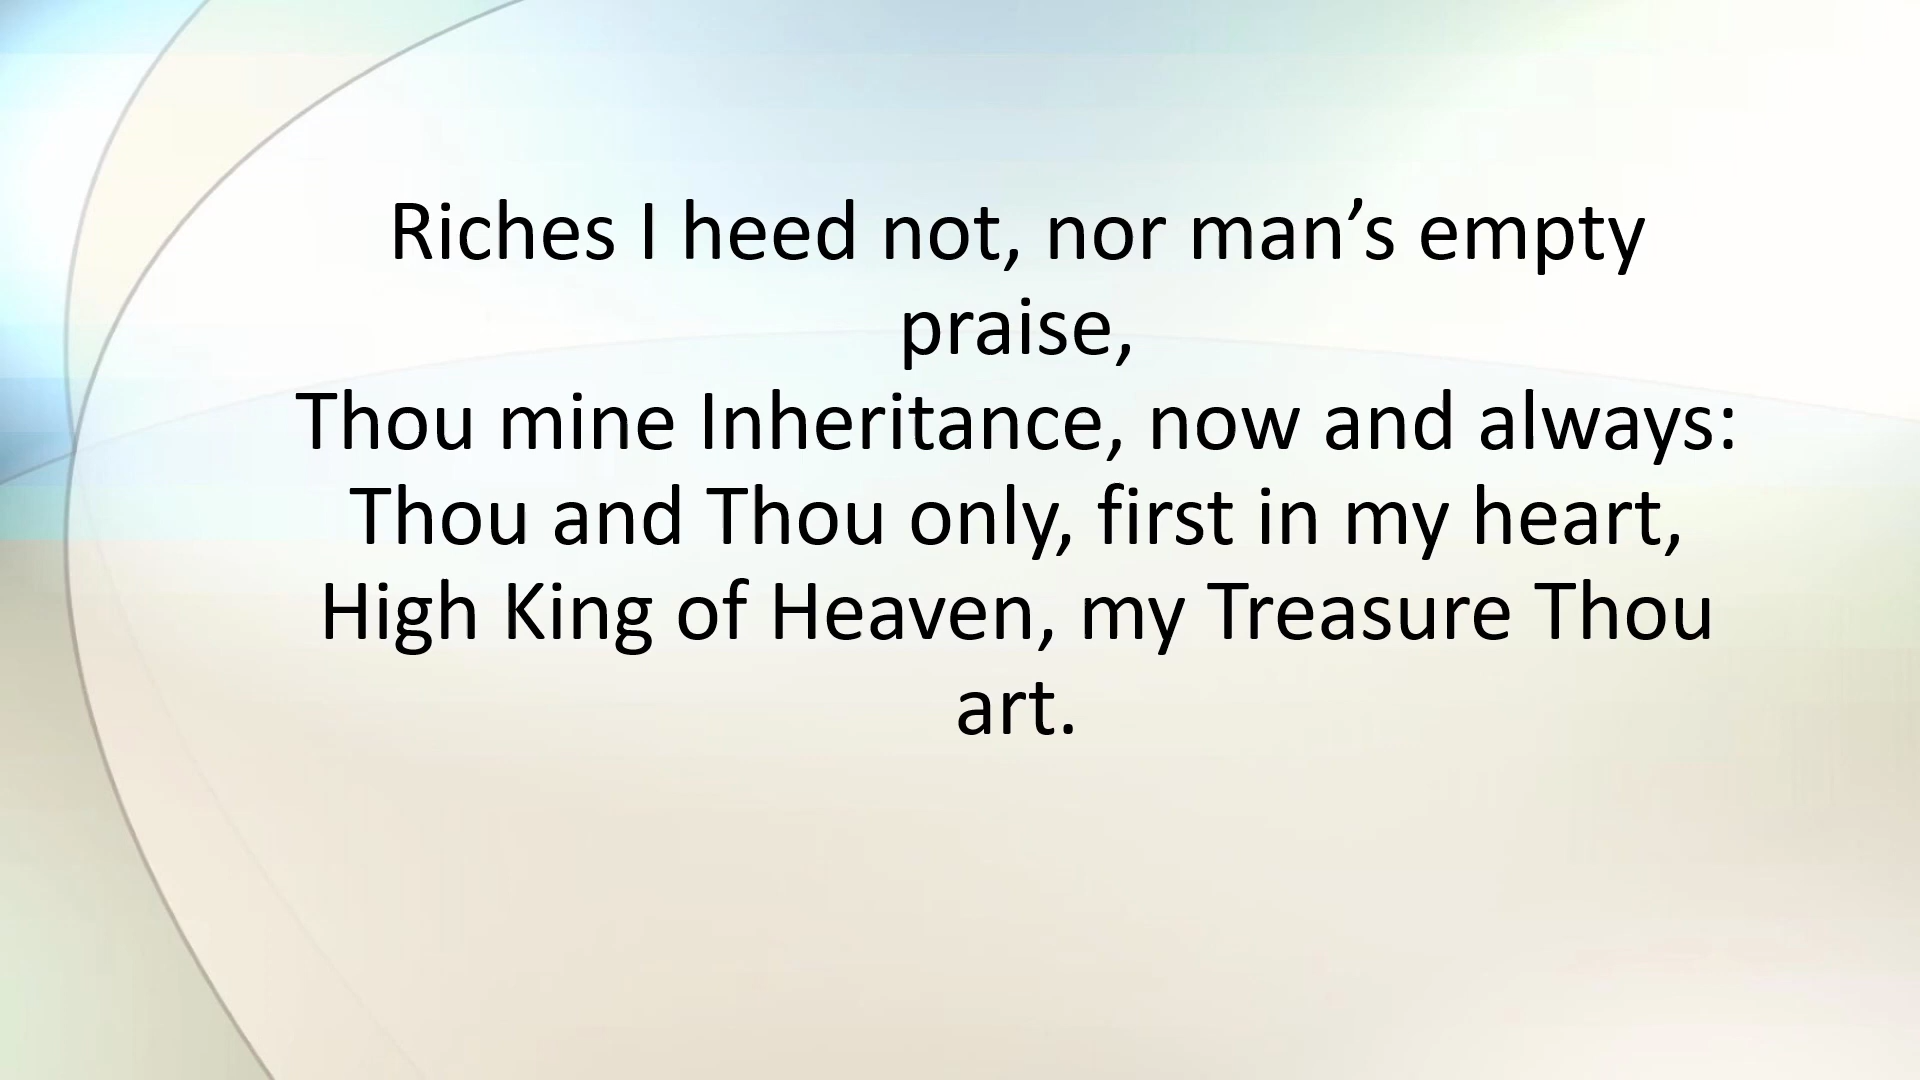 Riches I heed not, nor man’s empty
praise,
Thou mine Inheritance, now and always:
Thou and Thou only, first in my heart,
High King of Heaven, my Treasure Thou
art.